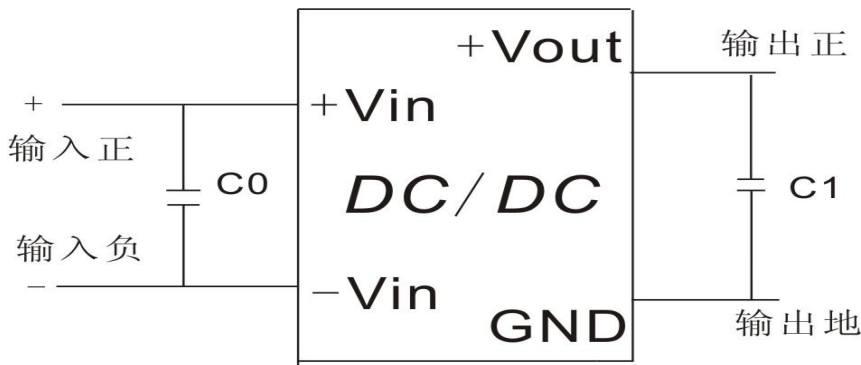 +Vout
输出正
+
+Vin
输入正
C0
DC/DC
C1
输入负
−
−Vin
GND
输出地